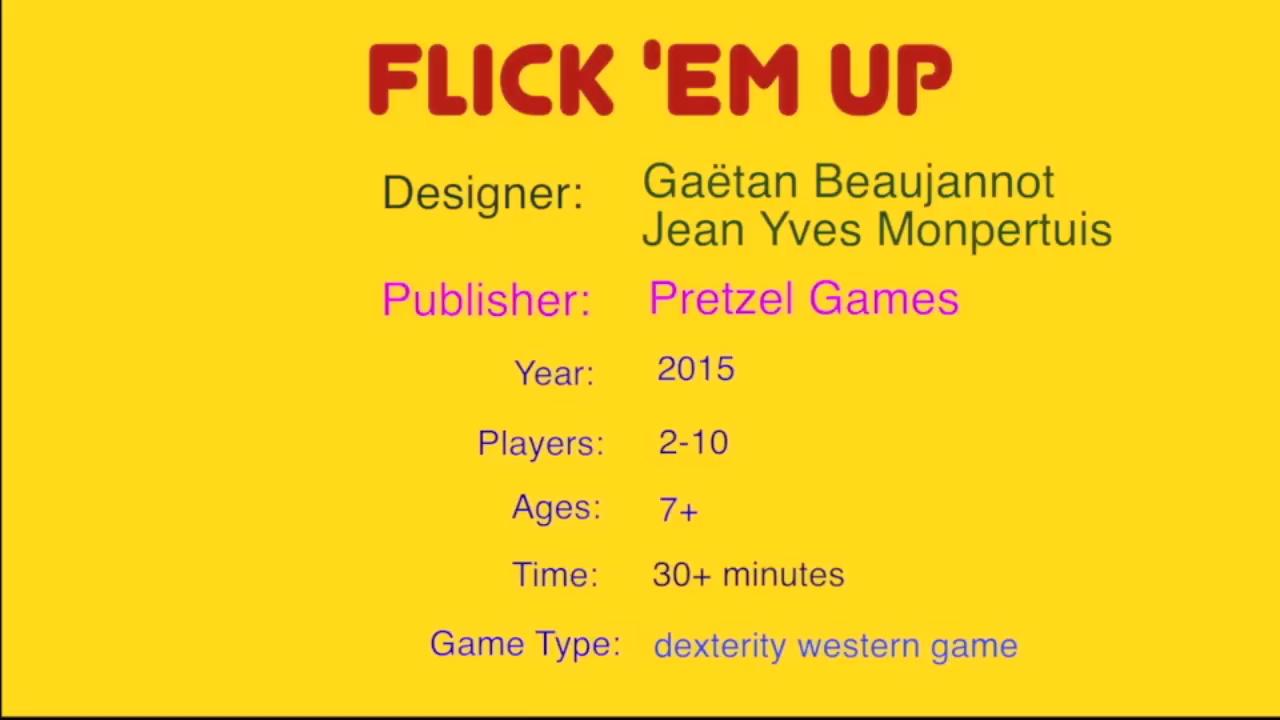 FLICK 'EM UP
Designer: Gaëtan Beaujannot
Jean Yves Monpertuis
Publisher: Pretzel Games
Year: 2015
Players: 2-10
Ages: 7+
Time: 30+ minutes
Game Type: dexterity western game